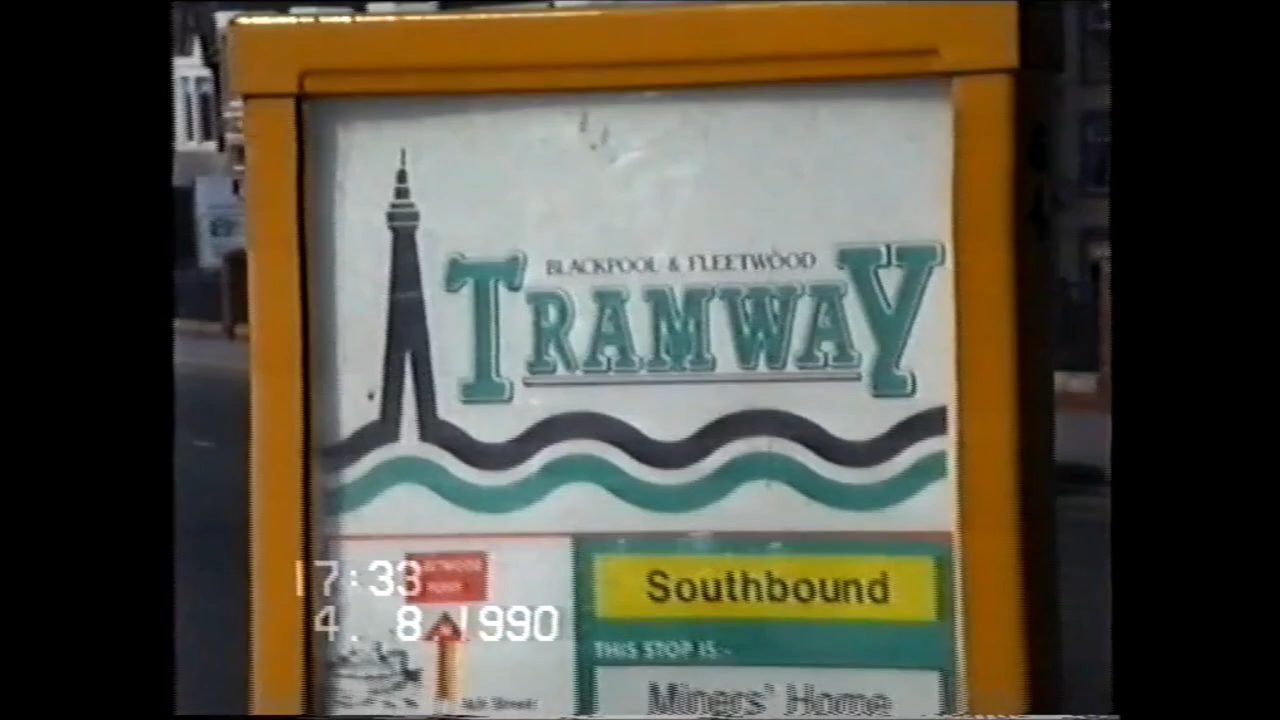 BLACKPOOL & FLEETWOOD
TRAMWAY
17:33
4. 8.1990
Southbound
THIS STOP IS:-
Miners' Home